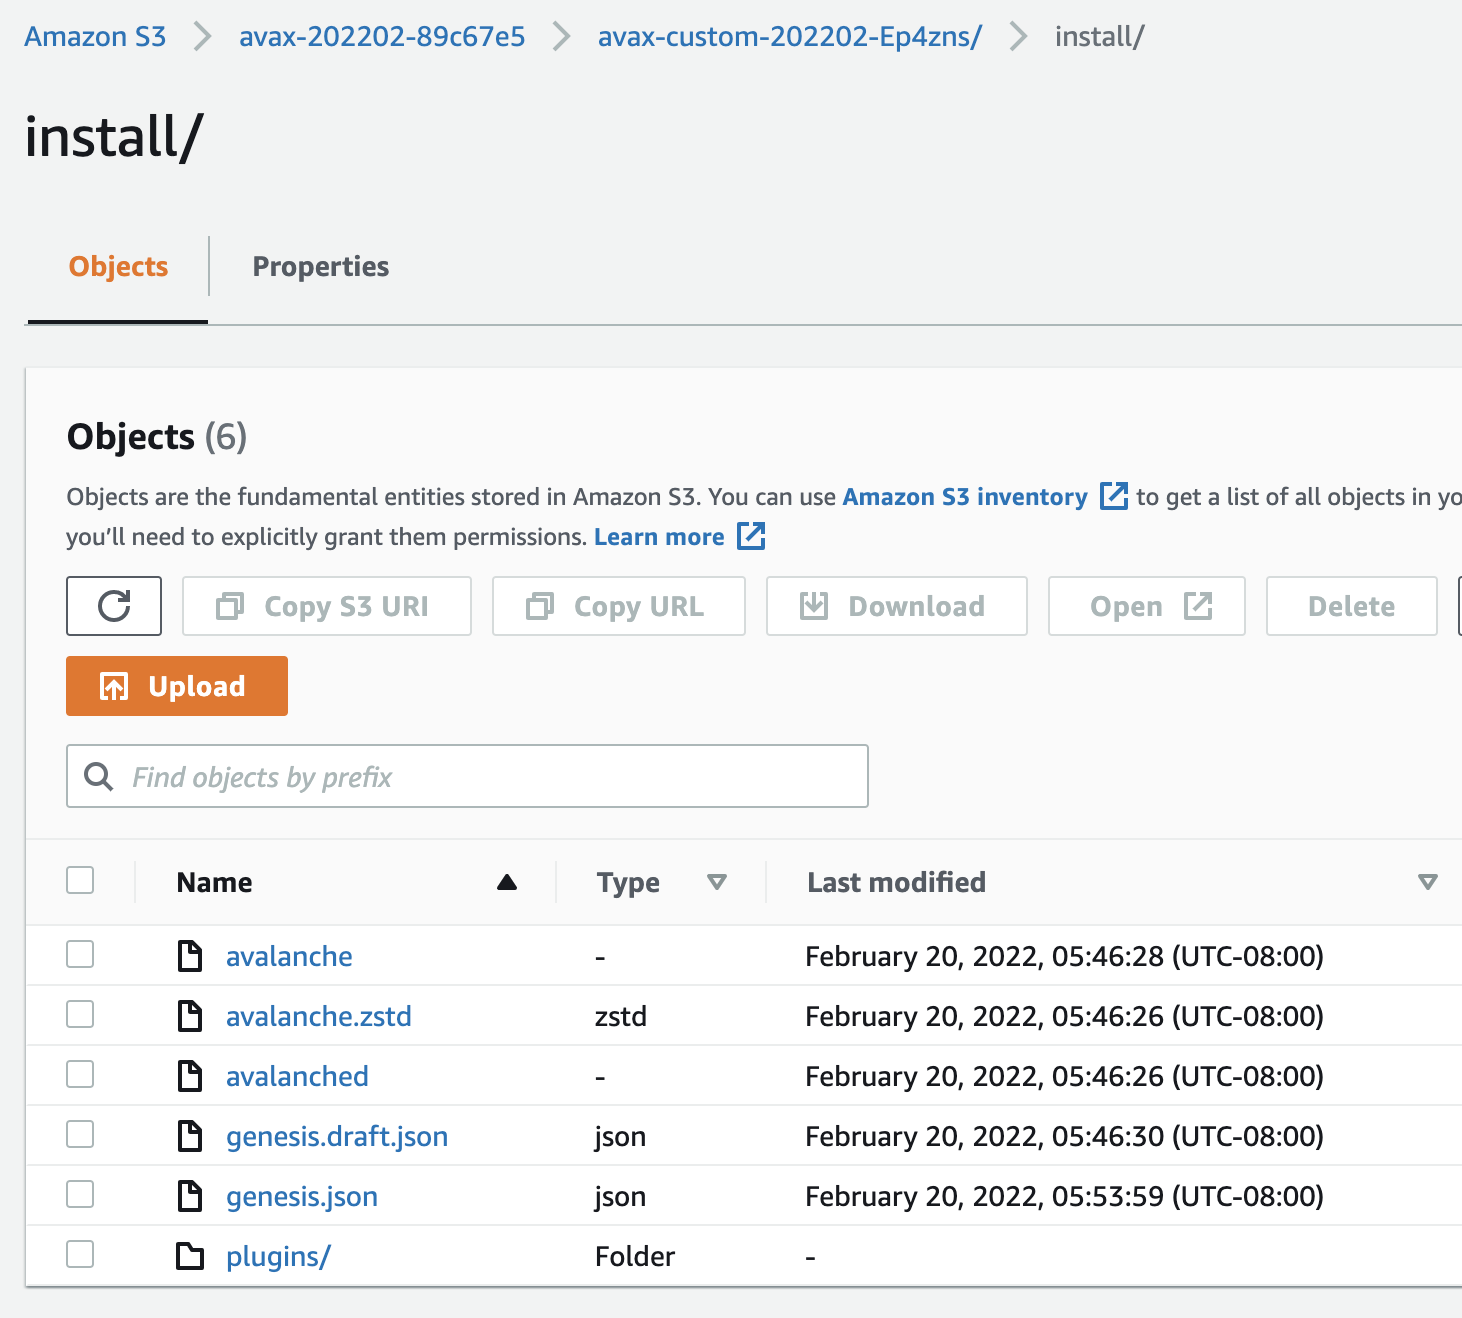 Amazon S3 > avax-202202-89c67e5 > avax-custom-202202-Ep4zns/ > install/
install/
Objects Properties
Objects (6)
Objects are the fundamental entities stored in Amazon S3. You can use Amazon S3 inventory to get a list of all objects in yo
you'll need to explicitly grant them permissions. Learn more
Copy S3 URI Copy URL Download Open Delete
Upload
Find objects by prefix
Name Type Last modified
avalanche - February 20, 2022, 05:46:28 (UTC-08:00)
avalanche.zstd zstd February 20, 2022, 05:46:26 (UTC-08:00)
avalanched - February 20, 2022, 05:46:26 (UTC-08:00)
genesis.draft.json json February 20, 2022, 05:46:30 (UTC-08:00)
genesis.json json February 20, 2022, 05:53:59 (UTC-08:00)
plugins/ Folder -